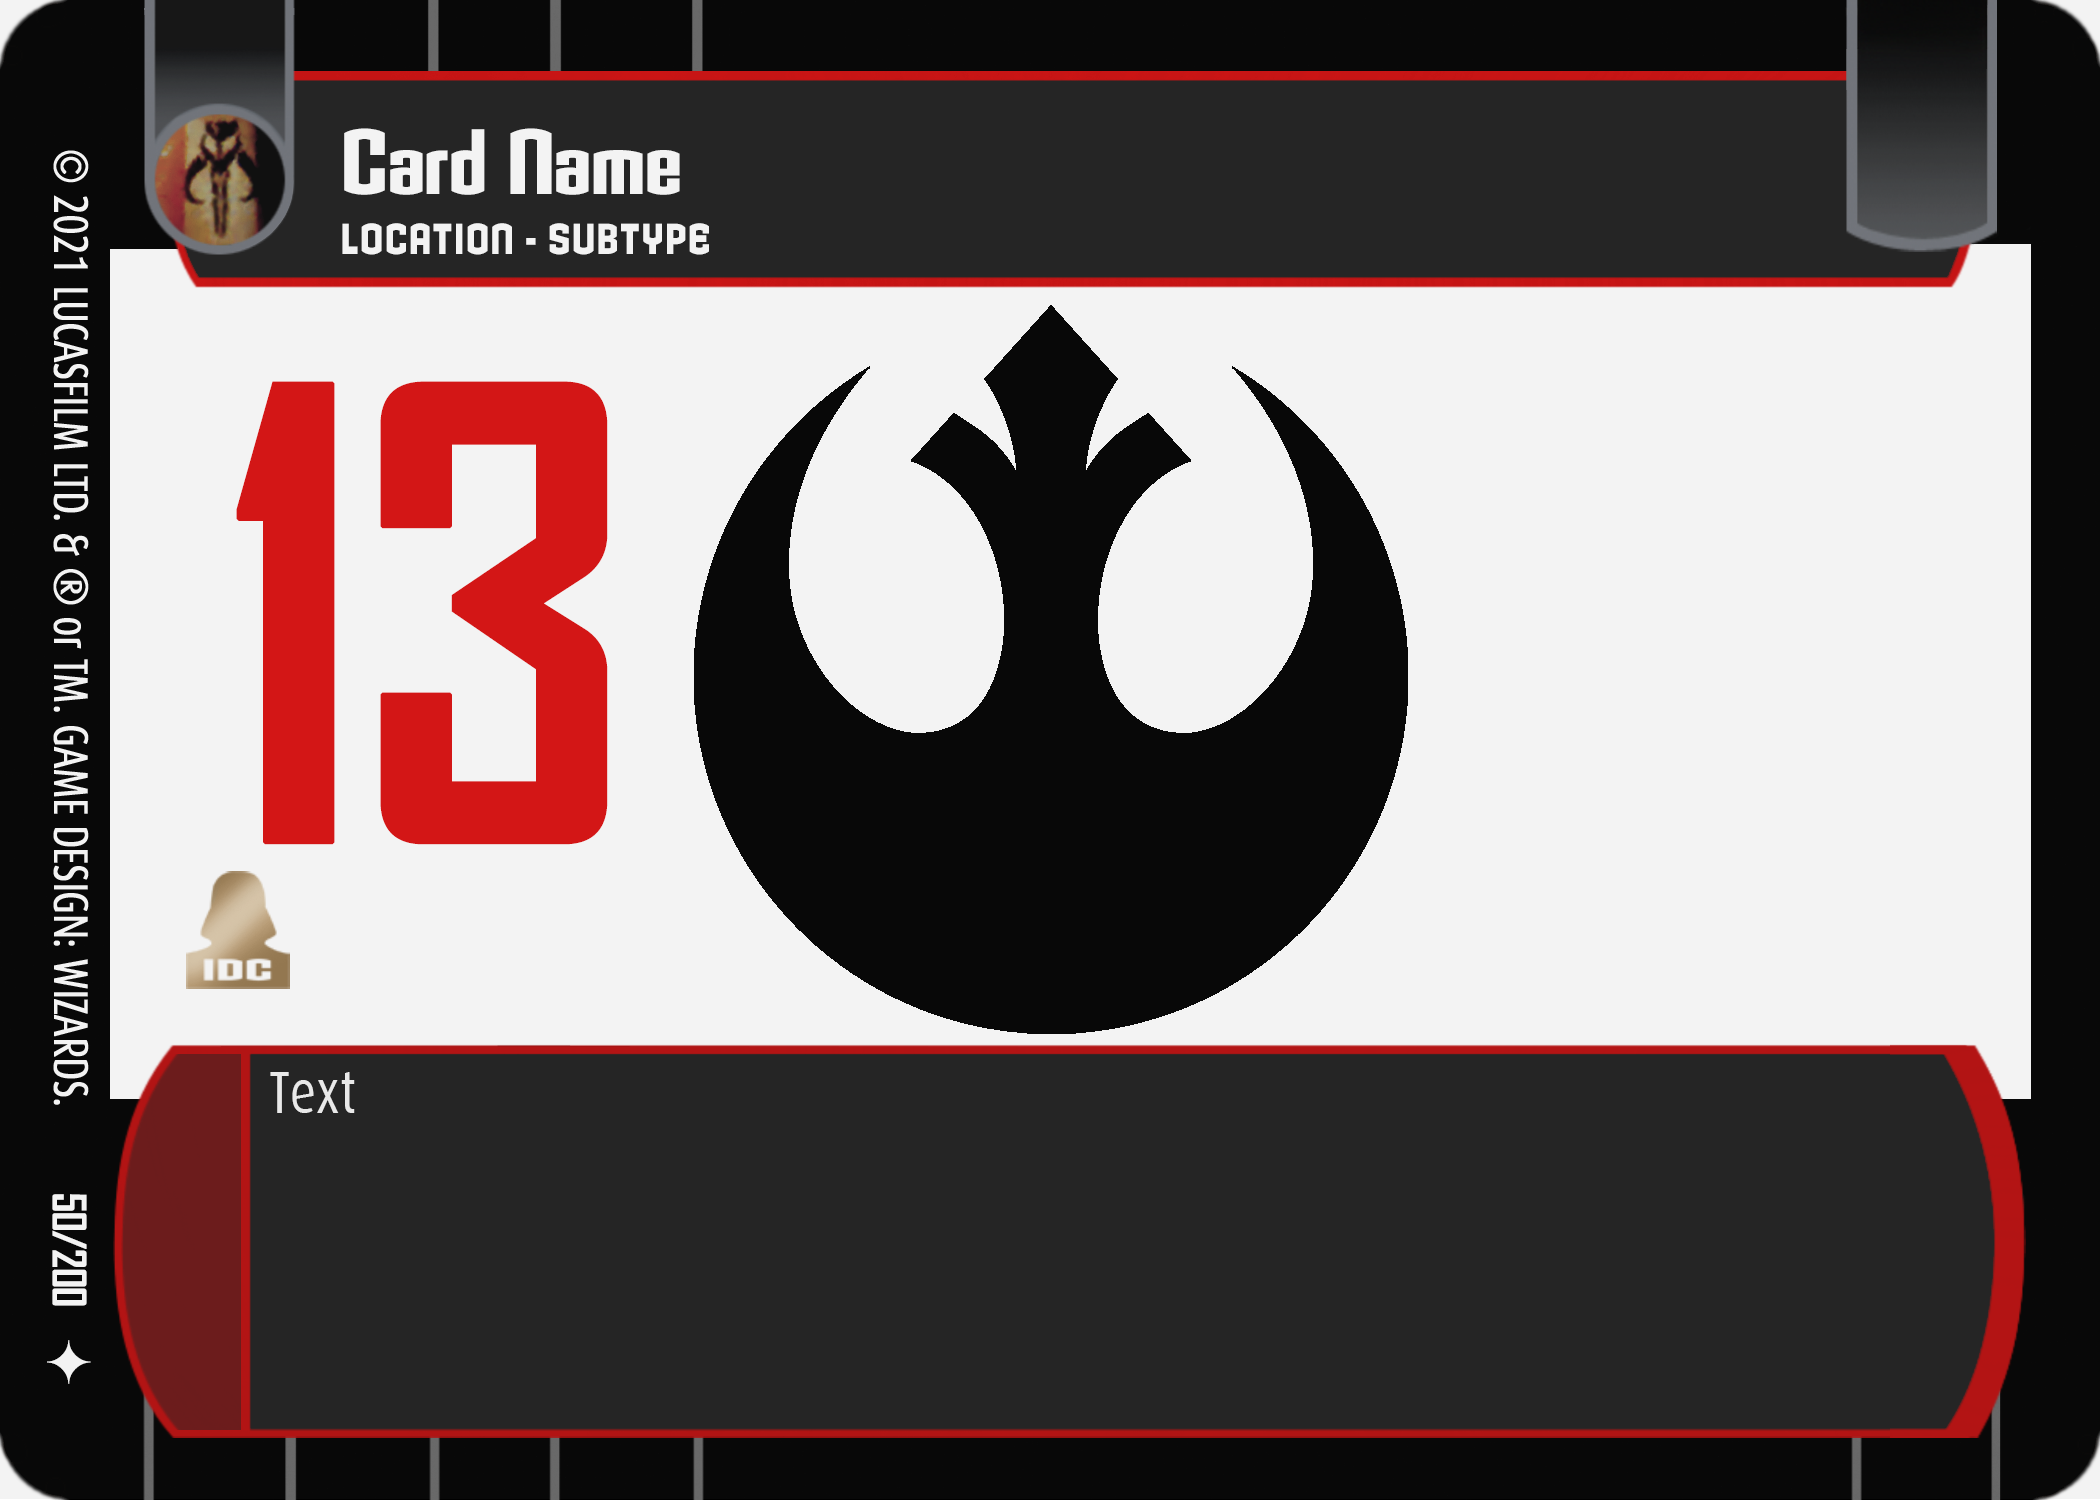 Card Name
LOCATION - SUBTYPE
13
IDC
Text
© 2021 LUCASFILM LTD. & ® or TM. GAME DESIGN: WIZARDS.
50/200